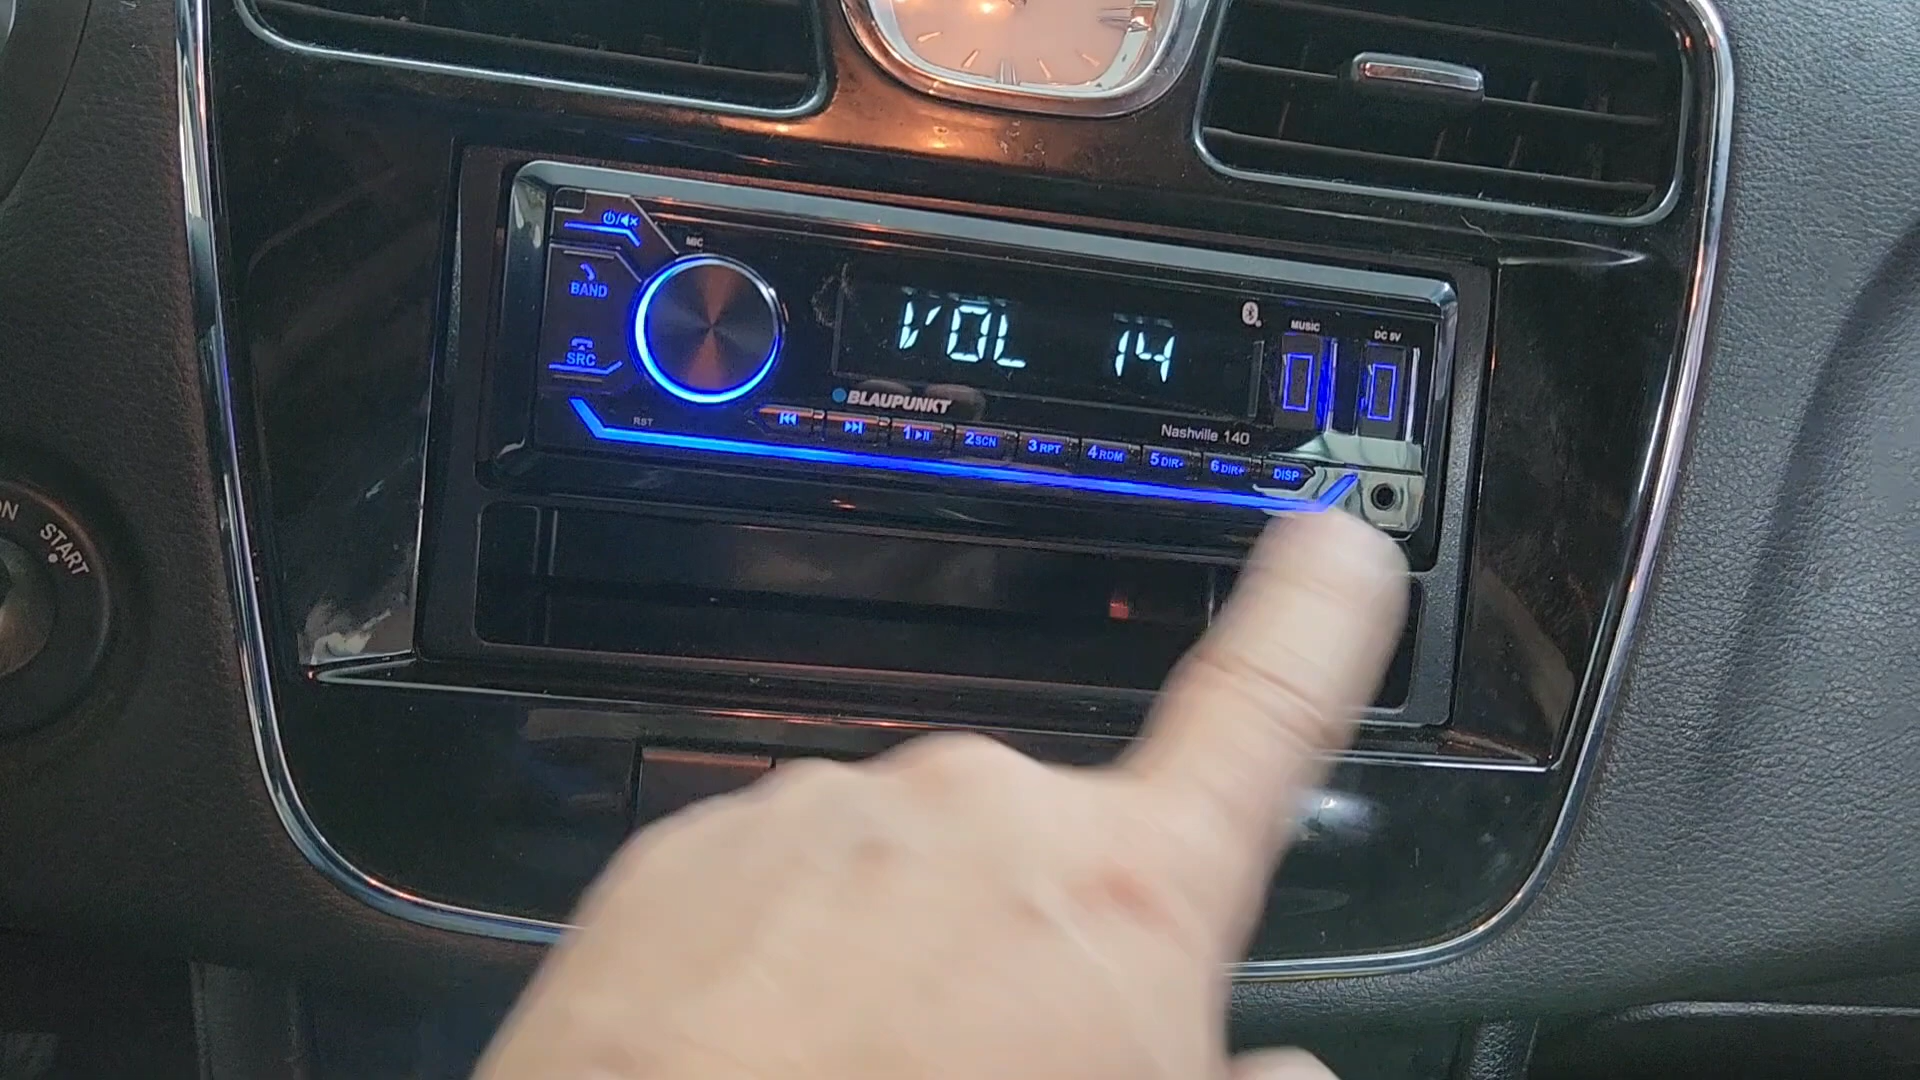 MIC
BAND
SRC
RST
VOL 14
MUSIC
DC 5V
BLAUPUNKT
Nashville 140
1
2 SCN
3 RPT
4 RDM
5 DIR-
6 DIR+
DISP
ON
START